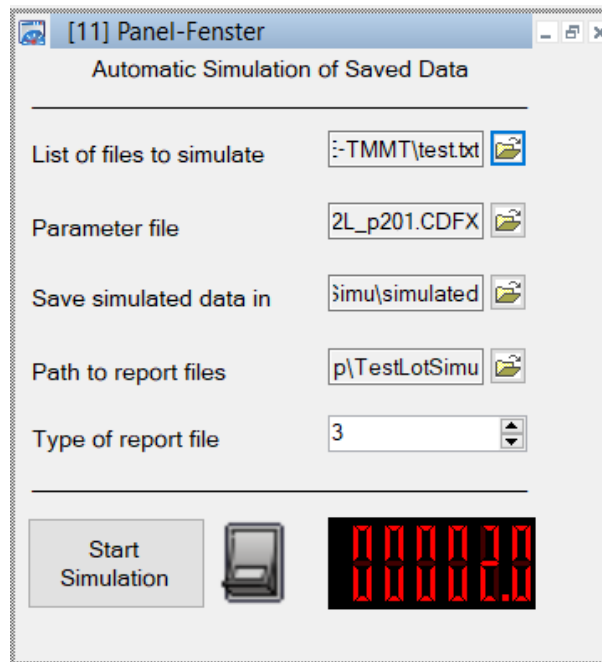 [11] Panel-Fenster
Automatic Simulation of Saved Data
List of files to simulate
E-TMMT\test.txt
Parameter file
2L_p201.CDFX
Save simulated data in
Simu\simulated
Path to report files
p\TestLotSimu
Type of report file
3
Start
Simulation